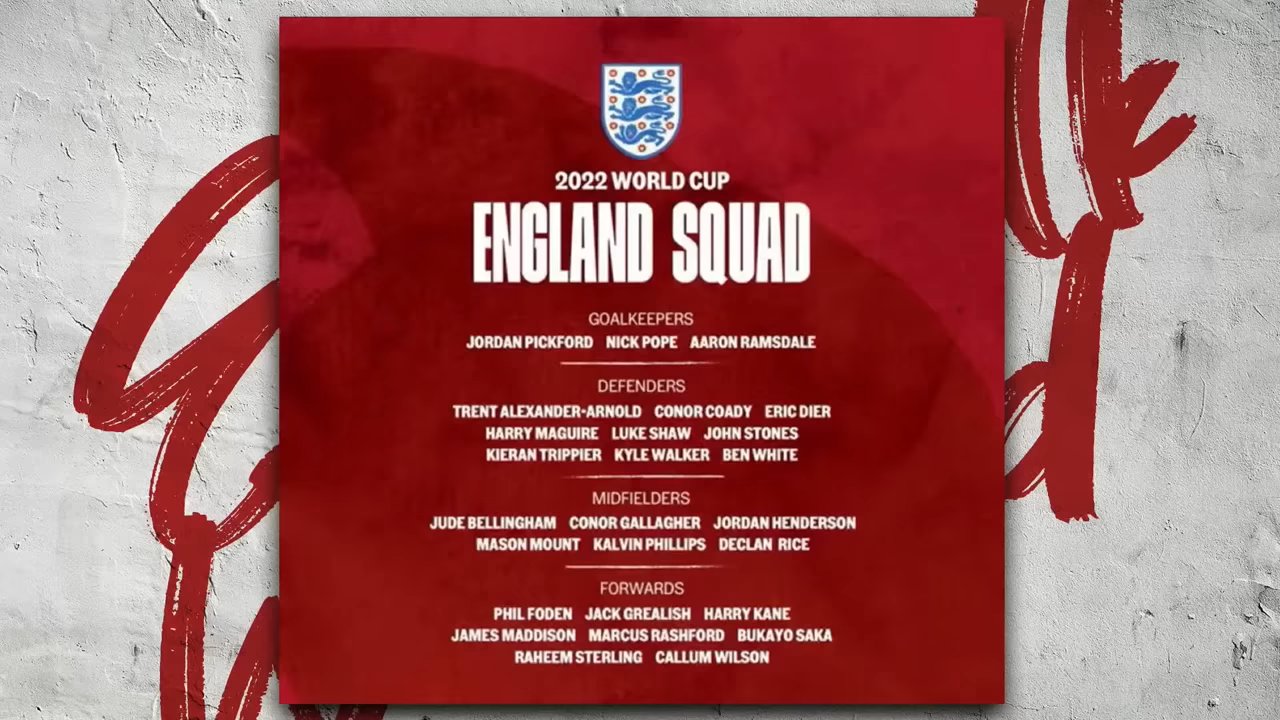 2022 WORLD CUP
ENGLAND SQUAD
GOALKEEPERS
JORDAN PICKFORD NICK POPE AARON RAMSDALE
DEFENDERS
TRENT ALEXANDER-ARNOLD CONOR COADY ERIC DIER
HARRY MAGUIRE LUKE SHAW JOHN STONES
KIERAN TRIPPIER KYLE WALKER BEN WHITE
MIDFIELDERS
JUDE BELLINGHAM CONOR GALLAGHER JORDAN HENDERSON
MASON MOUNT KALVIN PHILLIPS DECLAN RICE
FORWARDS
PHIL FODEN JACK GREALISH HARRY KANE
JAMES MADDISON MARCUS RASHFORD BUKAYO SAKA
RAHEEM STERLING CALLUM WILSON